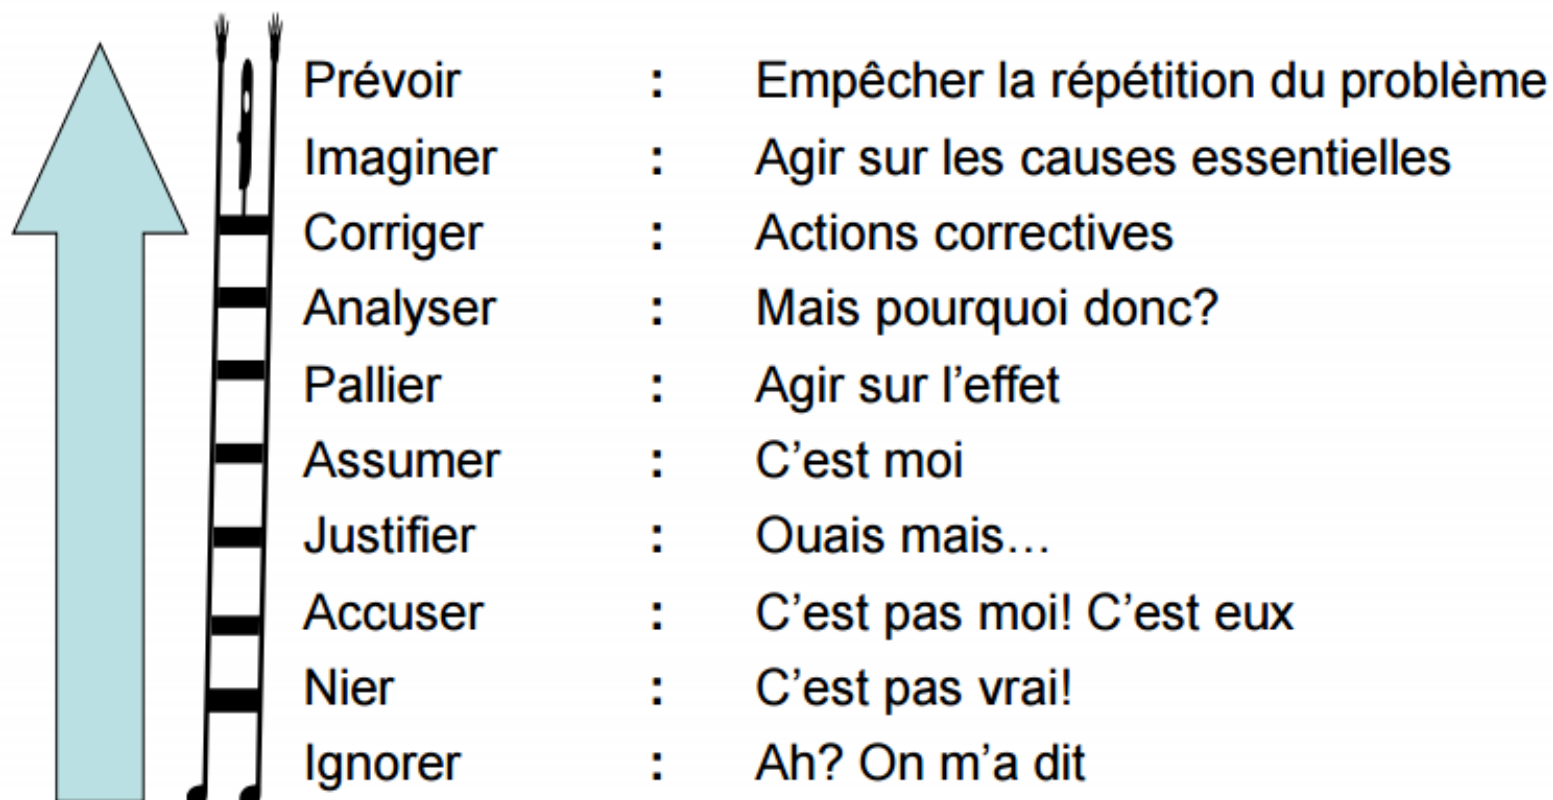 Prévoir : Empêcher la répétition du problème
Imaginer : Agir sur les causes essentielles
Corriger : Actions correctives
Analyser : Mais pourquoi donc?
Pallier : Agir sur l’effet
Assumer : C’est moi
Justifier : Ouais mais…
Accuser : C’est pas moi! C’est eux
Nier : C’est pas vrai!
Ignorer : Ah? On m’a dit